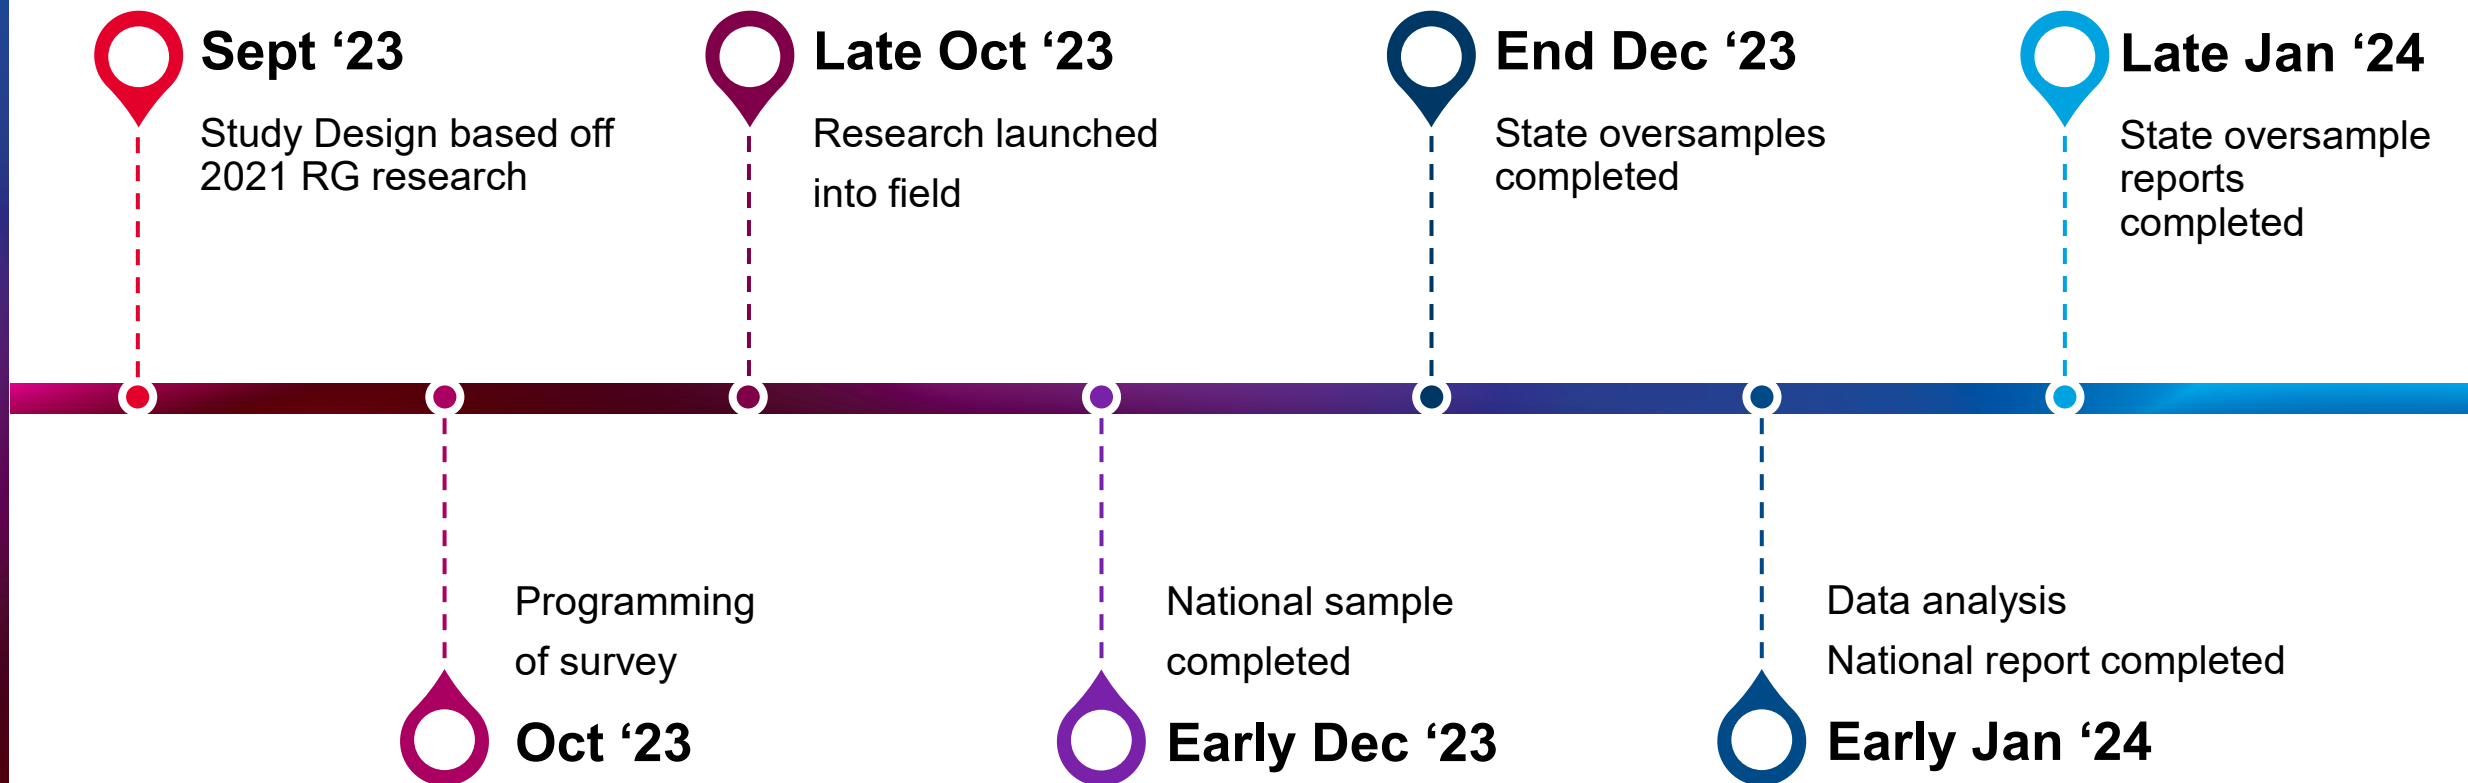 Sept ‘23
Study Design based off
2021 RG research
Late Oct ‘23
Research launched
into field
End Dec ‘23
State oversamples
completed
Late Jan ‘24
State oversample
reports
completed
Programming
of survey
Oct ‘23
National sample
completed
Early Dec ‘23
Data analysis
National report completed
Early Jan ‘24